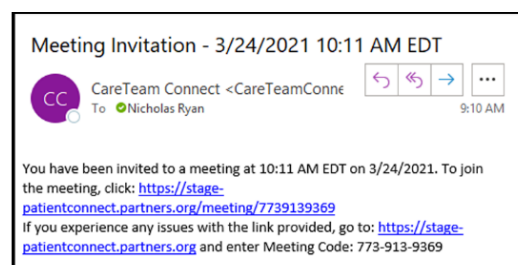 Meeting Invitation - 3/24/2021 10:11 AM EDT
CC
CareTeam Connect <CareTeamConne
To Nicholas Ryan
9:10 AM
You have been invited to a meeting at 10:11 AM EDT on 3/24/2021. To join
the meeting, click: https://stage-
patientconnect.partners.org/meeting/7739139369
If you experience any issues with the link provided, go to: https://stage-
patientconnect.partners.org and enter Meeting Code: 773-913-9369